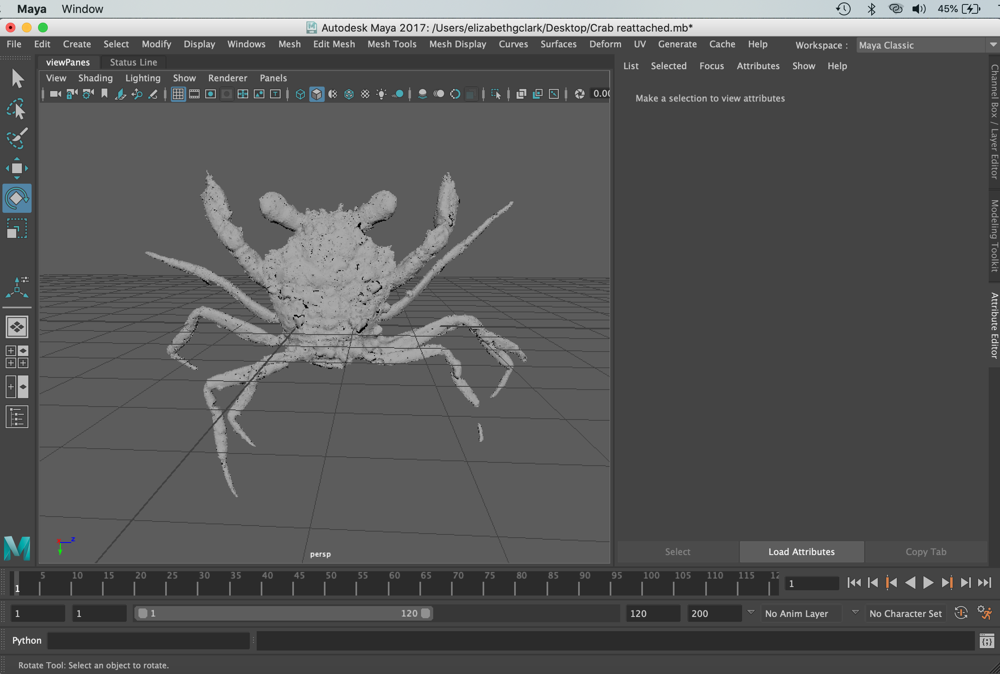 Maya Window 45%
Autodesk Maya 2017: /Users/elizabethgclark/Desktop/Crab reattached.mb*
File Edit Create Select Modify Display Windows Mesh Edit Mesh Mesh Tools Mesh Display Curves Surfaces Deform UV Generate Cache Help Workspace : Maya Classic
viewPanes Status Line
View Shading Lighting Show Renderer Panels
0.00
List Selected Focus Attributes Show Help
Make a selection to view attributes
Channel Box / Layer Editor
Modeling Toolkit
Attribute Editor
x z
y
persp
Select Load Attributes Copy Tab
5 10 15 20 25 30 35 40 45 50 55 60 65 70 75 80 85 90 95 100 105 110 115 12
1 1
1 1 1 120 120 200 No Anim Layer No Character Set
Python
Rotate Tool: Select an object to rotate.